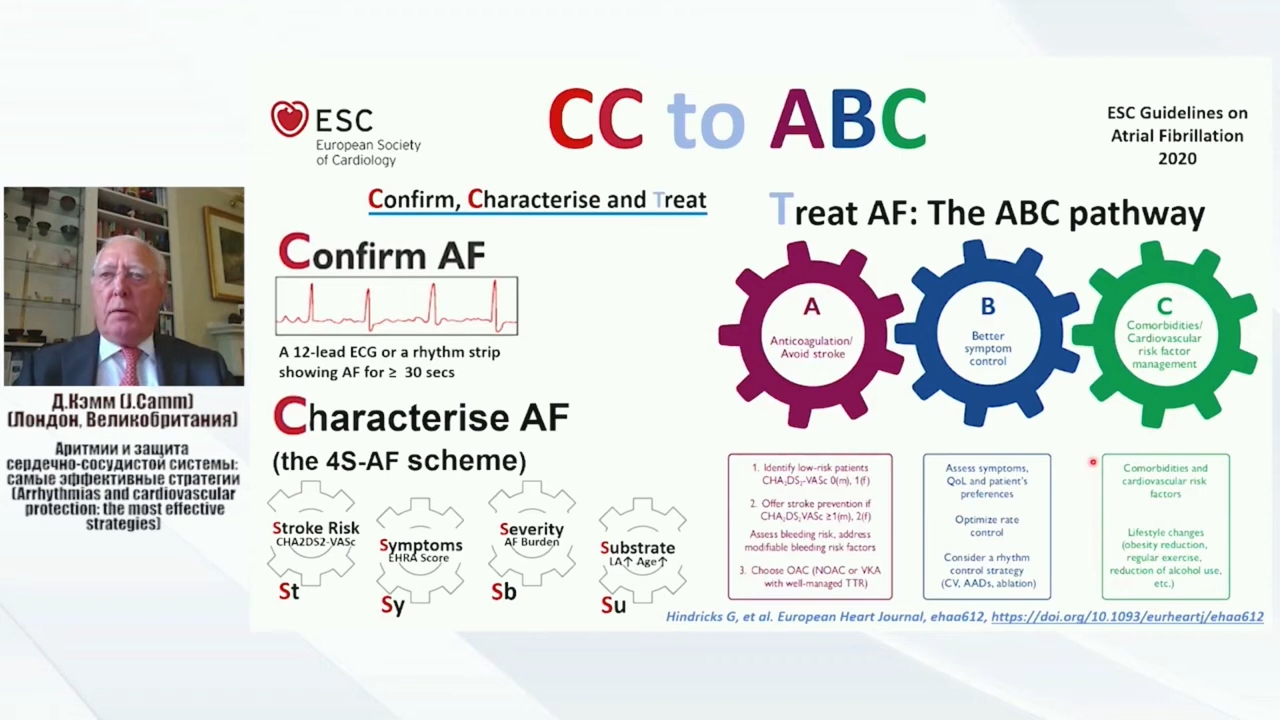 CC to ABC
ESC
European Society
of Cardiology
ESC Guidelines on
Atrial Fibrillation
2020
Confirm, Characterise and Treat
Confirm AF
A 12-lead ECG or a rhythm strip
showing AF for ≥ 30 secs
Characterise AF
(the 4S-AF scheme)
Stroke Risk
CHA2DS2-VASc
St
Symptoms
EHRA Score
Sy
Severity
AF Burden
Sb
Substrate
LA↑ Age↑
Su
Treat AF: The ABC pathway
A
Anticoagulation/
Avoid stroke
B
Better
symptom
control
C
Comorbidities/
Cardiovascular
risk factor
management
1. Identify low-risk patients
CHA₂DS₂-VASc 0(m), 1(f)
2. Offer stroke prevention if
CHA₂DS₂VASc ≥1(m), 2(f)
Assess bleeding risk, address
modifiable bleeding risk factors
3. Choose OAC (NOAC or VKA
with well-managed TTR)
Assess symptoms,
QoL and patient's
preferences
Optimize rate
control
Consider a rhythm
control strategy
(CV, AADs, ablation)
Comorbidities and
cardiovascular risk
factors
Lifestyle changes
(obesity reduction,
regular exercise,
reduction of alcohol use,
etc.)
Hindricks G, et al. European Heart Journal, ehaa612, https://doi.org/10.1093/eurheartj/ehaa612
Д.Кэмм (J.Camm)
(Лондон, Великобритания)
Аритмии и защита
сердечно-сосудистой системы:
самые эффективные стратегии
(Arrhythmias and cardiovascular
protection: the most effective
strategies)